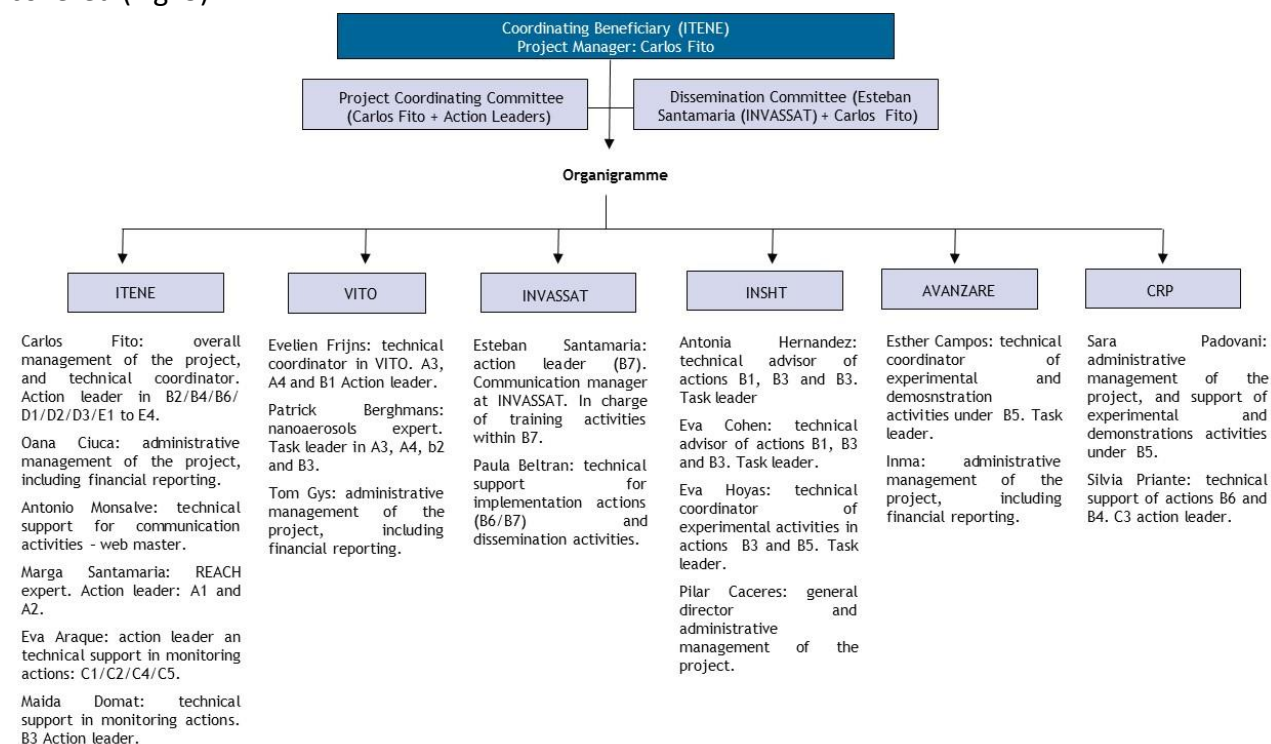 covered
Coordinating Beneficiary (ITENE)
Project Manager: Carlos Fito
Project Coordinating Committee
(Carlos Fito + Action Leaders)
Dissemination Committee (Esteban
Santamaria (INVASSAT) + Carlos Fito)
Organigramme
ITENE
Carlos Fito: overall
management of the project,
and technical coordinator.
Action leader in B2/B4/B6/
D1/D2/D3/E1 to E4.
Oana Ciuca: administrative
management of the project,
including financial reporting.
Antonio Monsalve: technical
support for communication
activities - web master.
Marga Santamaria: REACH
expert. Action leader: A1 and
A2.
Eva Araque: action leader an
technical support in monitoring
actions: C1/C2/C4/C5.
Maida Domat: technical
support in monitoring actions.
B3 Action leader.
VITO
Evelien Frijns: technical
coordinator in VITO. A3,
A4 and B1 Action leader.
Patrick Berghmans:
nanoaerosols expert.
Task leader in A3, A4, b2
and B3.
Tom Gys: administrative
management of the
project, including
financial reporting.
INVASSAT
Esteban Santamaria:
action leader (B7).
Communication manager
at INVASSAT. In charge
of training activities
within B7.
Paula Beltran: technical
support for
implementation actions
(B6/B7) and
dissemination activities.
INSHT
Antonia Hernandez:
technical advisor of
actions B1, B3 and B3.
Task leader
Eva Cohen: technical
advisor of actions B1, B3
and B3. Task leader.
Eva Hoyas: technical
coordinator of
experimental activities in
actions B3 and B5. Task
leader.
Pilar Caceres: general
director and
administrative
management of the
project.
AVANZARE
Esther Campos: technical
coordinator of
experimental and
demosnstration
activities under B5. Task
leader.
Inma: administrative
management of the
project, including
financial reporting.
CRP
Sara Padovani:
administrative
management of the
project, and support of
experimental and
demonstrations activities
under B5.
Silvia Priante: technical
support of actions B6 and
B4. C3 action leader.